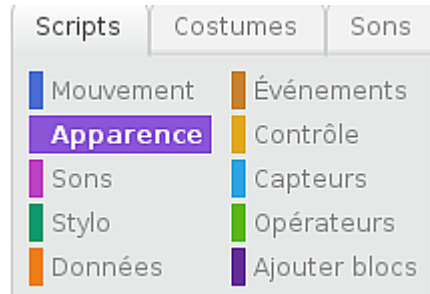 Scripts Costumes Sons
Mouvement Événements
Apparence Contrôle
Sons Capteurs
Stylo Opérateurs
Données Ajouter blocs